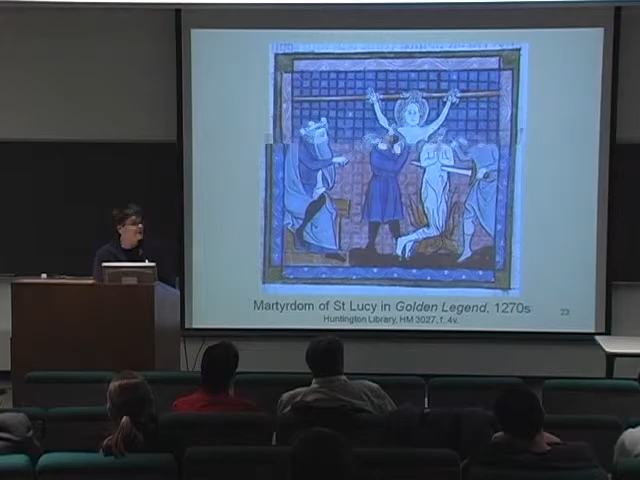 Martyrdom of St Lucy in Golden Legend, 1270s
Huntington Library, HM 3027, f. 4v.
23